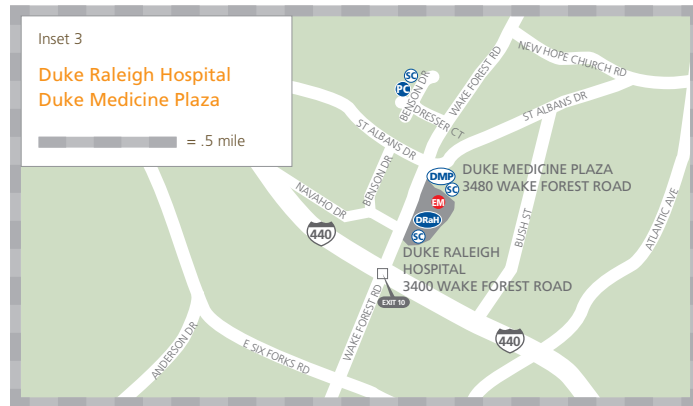 Inset 3
Duke Raleigh Hospital
Duke Medicine Plaza
= .5 mile
NEW HOPE CHURCH RD
WAKE FOREST RD
SC
PC
BENSON DR
DRESSER CT
ST ALBANS DR
ST ALBANS DR
BENSON DR
NAVAHO DR
DMP
SC
DUKE MEDICINE PLAZA
3480 WAKE FOREST ROAD
EM
DRaH
SC
BUSH ST
ATLANTIC AVE
440
DUKE RALEIGH
HOSPITAL
3400 WAKE FOREST ROAD
EXIT 10
WAKE FOREST RD
440
ANDERSON DR
E SIX FORKS RD